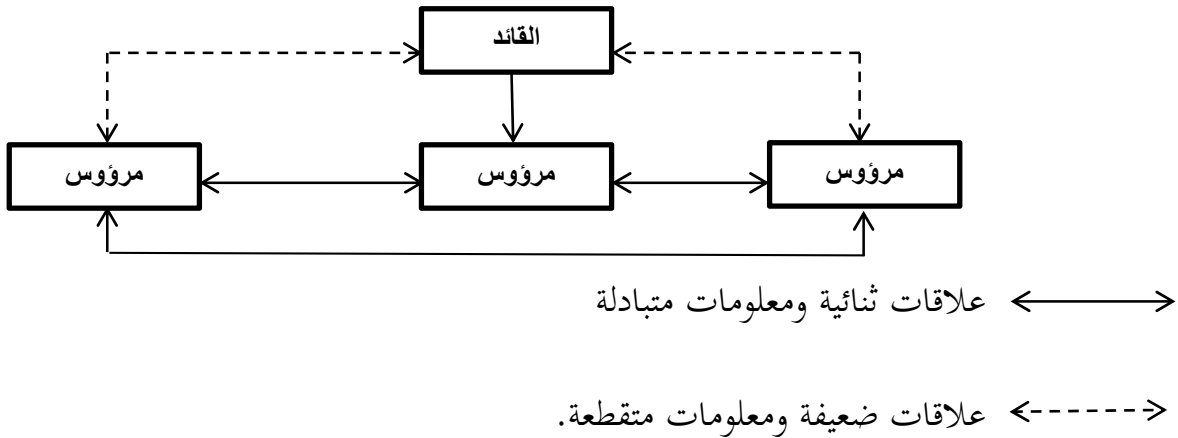 القائد
مرؤوس
مرؤوس
مرؤوس
علاقات ثنائية ومعلومات متبادلة
علاقات ضعيفة ومعلومات متقطعة.